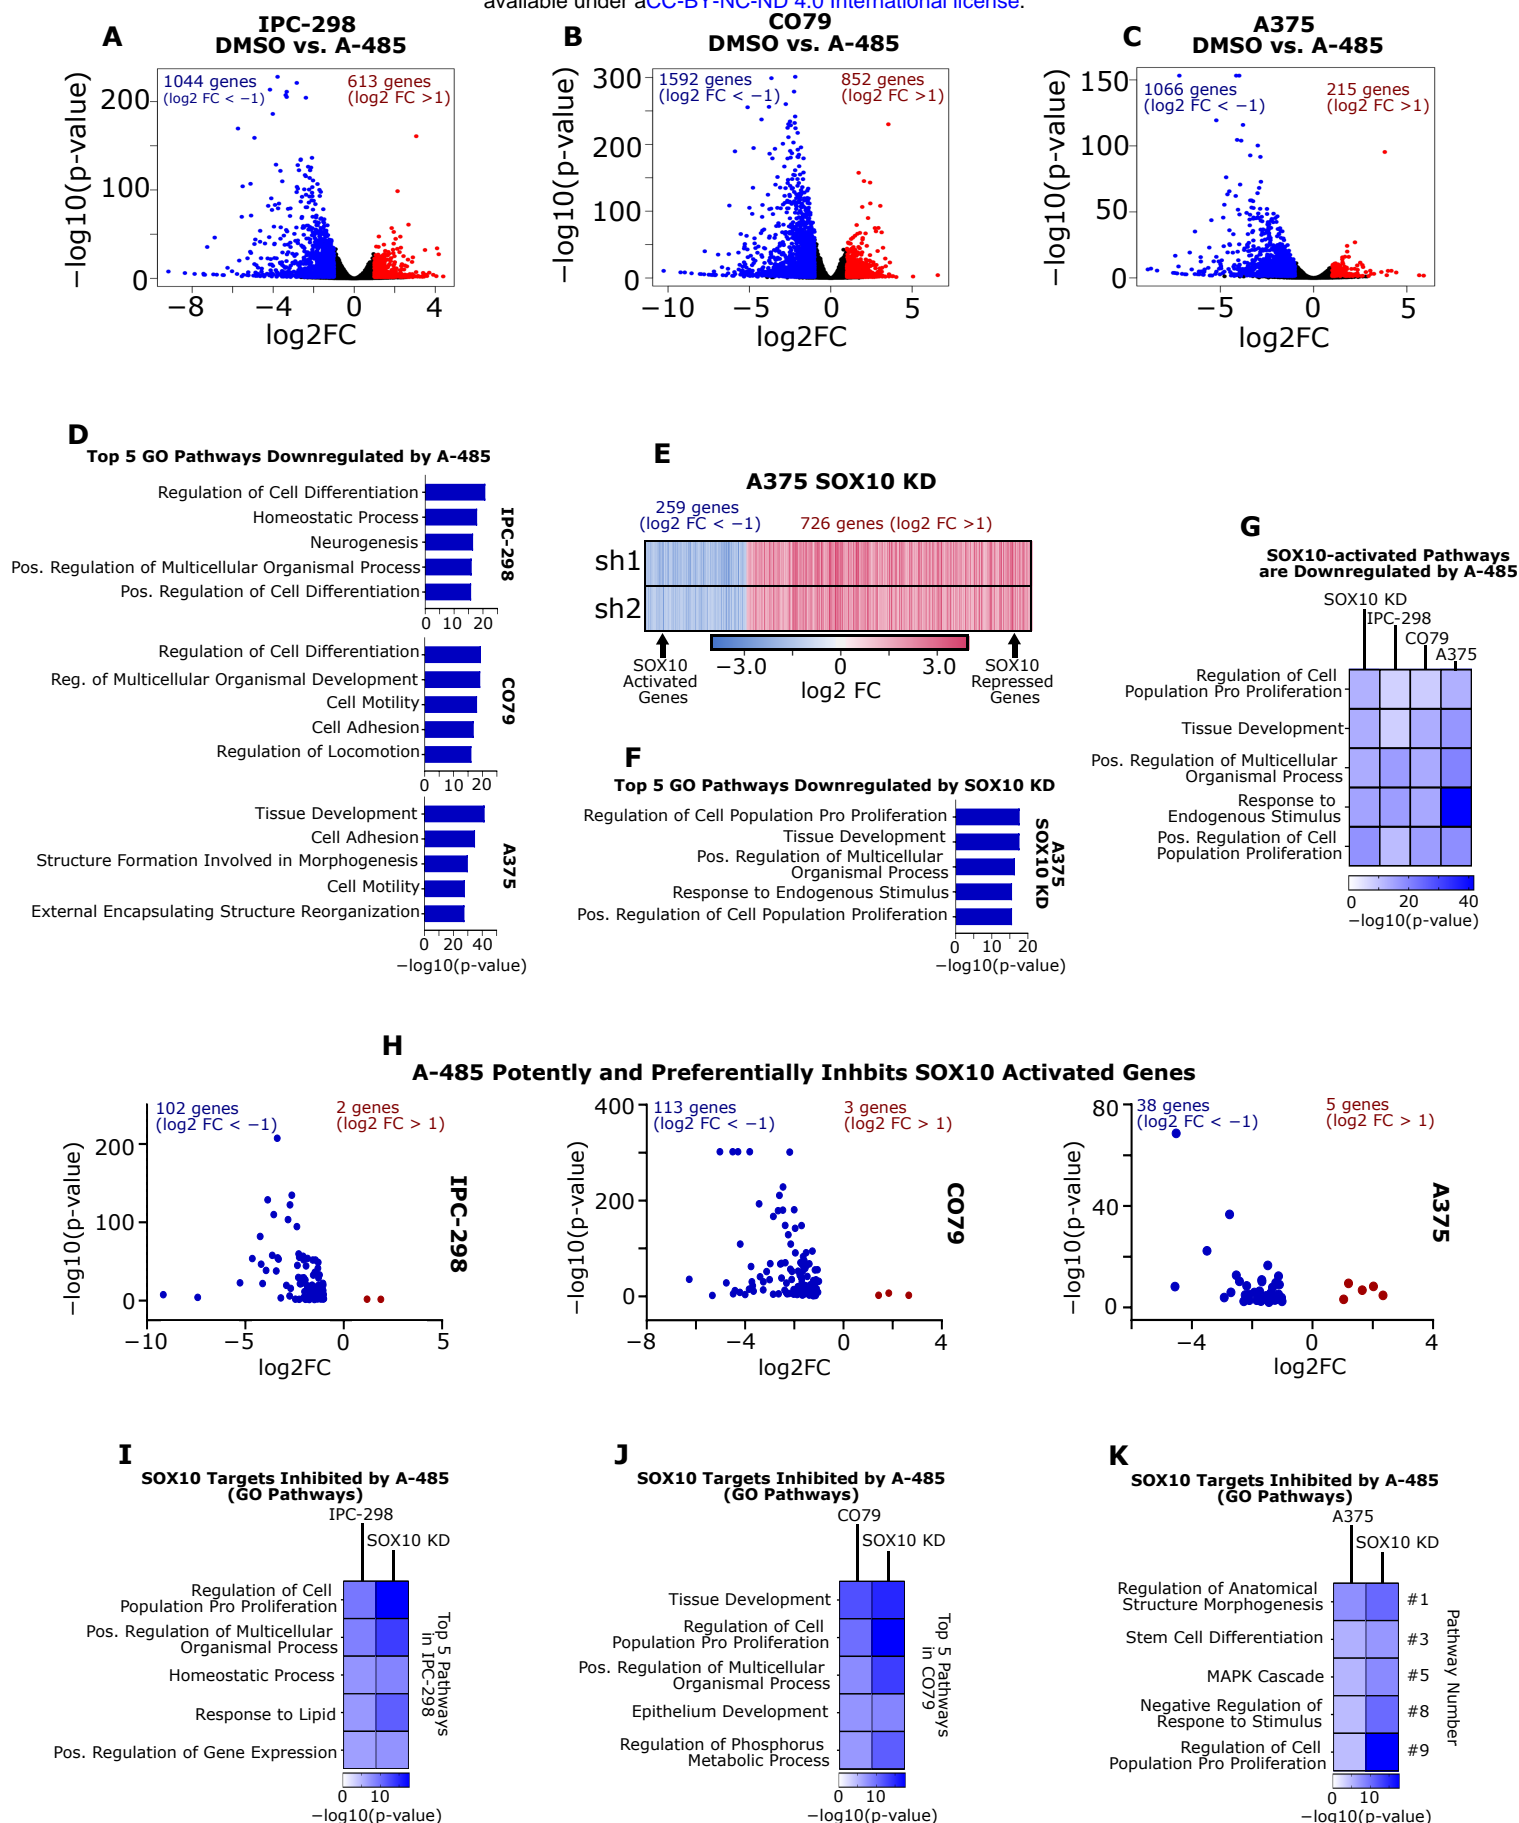 available under aCC-BY-NC-ND 4.0 International license.
A
IPC-298
DMSO vs. A-485
1044 genes
(log2 FC < −1)
613 genes
(log2 FC >1)
−log10(p-value)
200
100
0
−8
−4
0
4
log2FC
B
CO79
DMSO vs. A-485
1592 genes
(log2 FC < −1)
852 genes
(log2 FC >1)
−log10(p-value)
300
200
100
0
−10
−5
0
5
log2FC
C
A375
DMSO vs. A-485
1066 genes
(log2 FC < −1)
215 genes
(log2 FC >1)
−log10(p-value)
150
100
50
0
−5
0
5
log2FC
D
Top 5 GO Pathways Downregulated by A-485
Regulation of Cell Differentiation
Homeostatic Process
Neurogenesis
Pos. Regulation of Multicellular Organismal Process
Pos. Regulation of Cell Differentiation
IPC-298
0 10 20
Regulation of Cell Differentiation
Reg. of Multicellular Organismal Development
Cell Motility
Cell Adhesion
Regulation of Locomotion
CO79
0 10 20
Tissue Development
Cell Adhesion
Structure Formation Involved in Morphogenesis
Cell Motility
External Encapsulating Structure Reorganization
A375
0 20 40
−log10(p-value)
E
A375 SOX10 KD
259 genes
(log2 FC < −1)
726 genes (log2 FC >1)
sh1
sh2
SOX10
Activated
Genes
−3.0 0 3.0
log2 FC
SOX10
Repressed
Genes
F
Top 5 GO Pathways Downregulated by SOX10 KD
Regulation of Cell Population Pro Proliferation
Tissue Development
Pos. Regulation of Multicellular
Organismal Process
Response to Endogenous Stimulus
Pos. Regulation of Cell Population Proliferation
A375
SOX10 KD
0 10 20
−log10(p-value)
G
SOX10-activated Pathways
are Downregulated by A-485
SOX10 KD
IPC-298
CO79
A375
Regulation of Cell
Population Pro Proliferation
Tissue Development
Pos. Regulation of Multicellular
Organismal Process
Response to
Endogenous Stimulus
Pos. Regulation of Cell
Population Proliferation
0 20 40
−log10(p-value)
H
A-485 Potently and Preferentially Inhbits SOX10 Activated Genes
102 genes
(log2 FC < −1)
2 genes
(log2 FC > 1)
−log10(p-value)
200
100
0
−10
−5
0
5
log2FC
IPC-298
113 genes
(log2 FC < −1)
3 genes
(log2 FC > 1)
−log10(p-value)
400
200
0
−8
−4
0
4
log2FC
CO79
38 genes
(log2 FC < −1)
5 genes
(log2 FC > 1)
−log10(p-value)
80
40
0
−4
0
4
log2FC
A375
I
SOX10 Targets Inhibited by A-485
(GO Pathways)
IPC-298
SOX10 KD
Regulation of Cell
Population Pro Proliferation
Pos. Regulation of Multicellular
Organismal Process
Homeostatic Process
Response to Lipid
Pos. Regulation of Gene Expression
Top 5 Pathways
in IPC-298
0 10
−log10(p-value)
J
SOX10 Targets Inhibited by A-485
(GO Pathways)
CO79
SOX10 KD
Tissue Development
Regulation of Cell
Population Pro Proliferation
Pos. Regulation of Multicellular
Organismal Process
Epithelium Development
Regulation of Phosphorus
Metabolic Process
Top 5 Pathways
in CO79
0 10
−log10(p-value)
K
SOX10 Targets Inhibited by A-485
(GO Pathways)
A375
SOX10 KD
Regulation of Anatomical
Structure Morphogenesis
#1
Stem Cell Differentiation
#3
MAPK Cascade
#5
Negative Regulation of
Respone to Stimulus
#8
Regulation of Cell
Population Pro Proliferation
#9
Pathway Number
0 10
−log10(p-value)